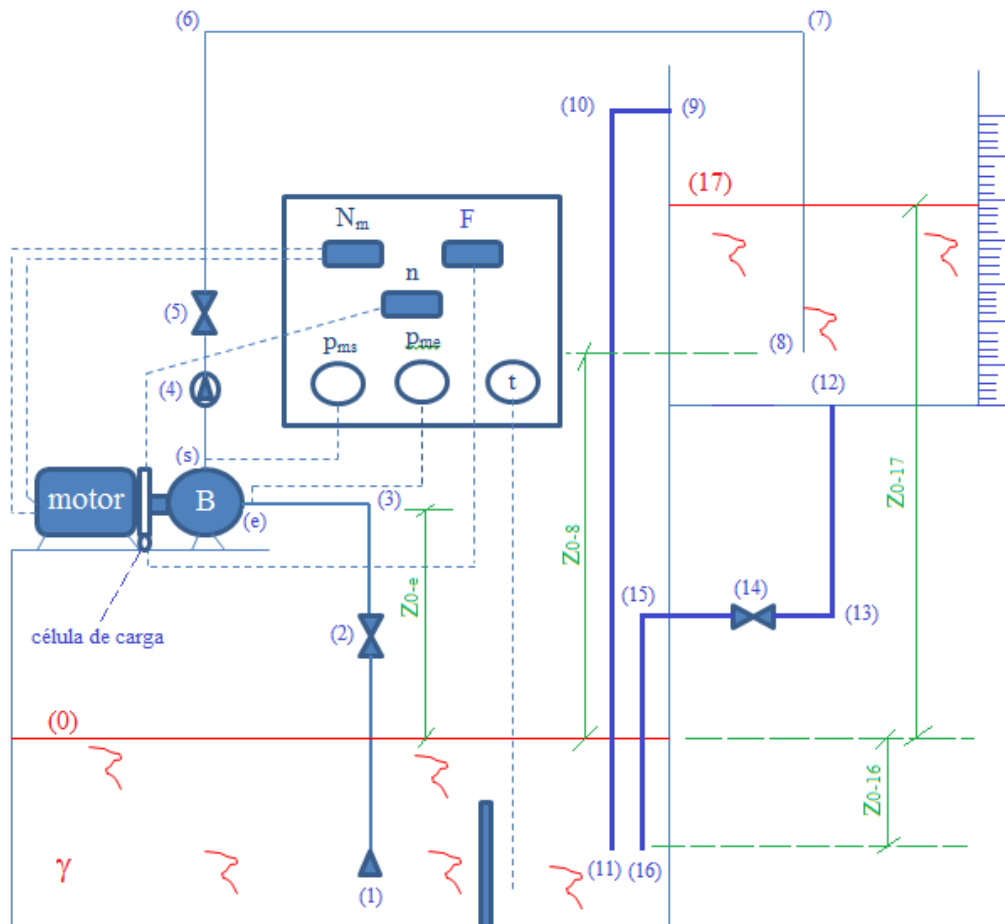 (6)
(7)
(10)
(9)
(17)
Nm
F
n
(5)
pms
pme
t
(8)
(4)
(12)
(s)
motor
B
(3)
(e)
Z0-17
Z0-8
Z0-e
(15)
(14)
(13)
célula de carga
(2)
(0)
Z0-16
γ
(1)
(11)
(16)